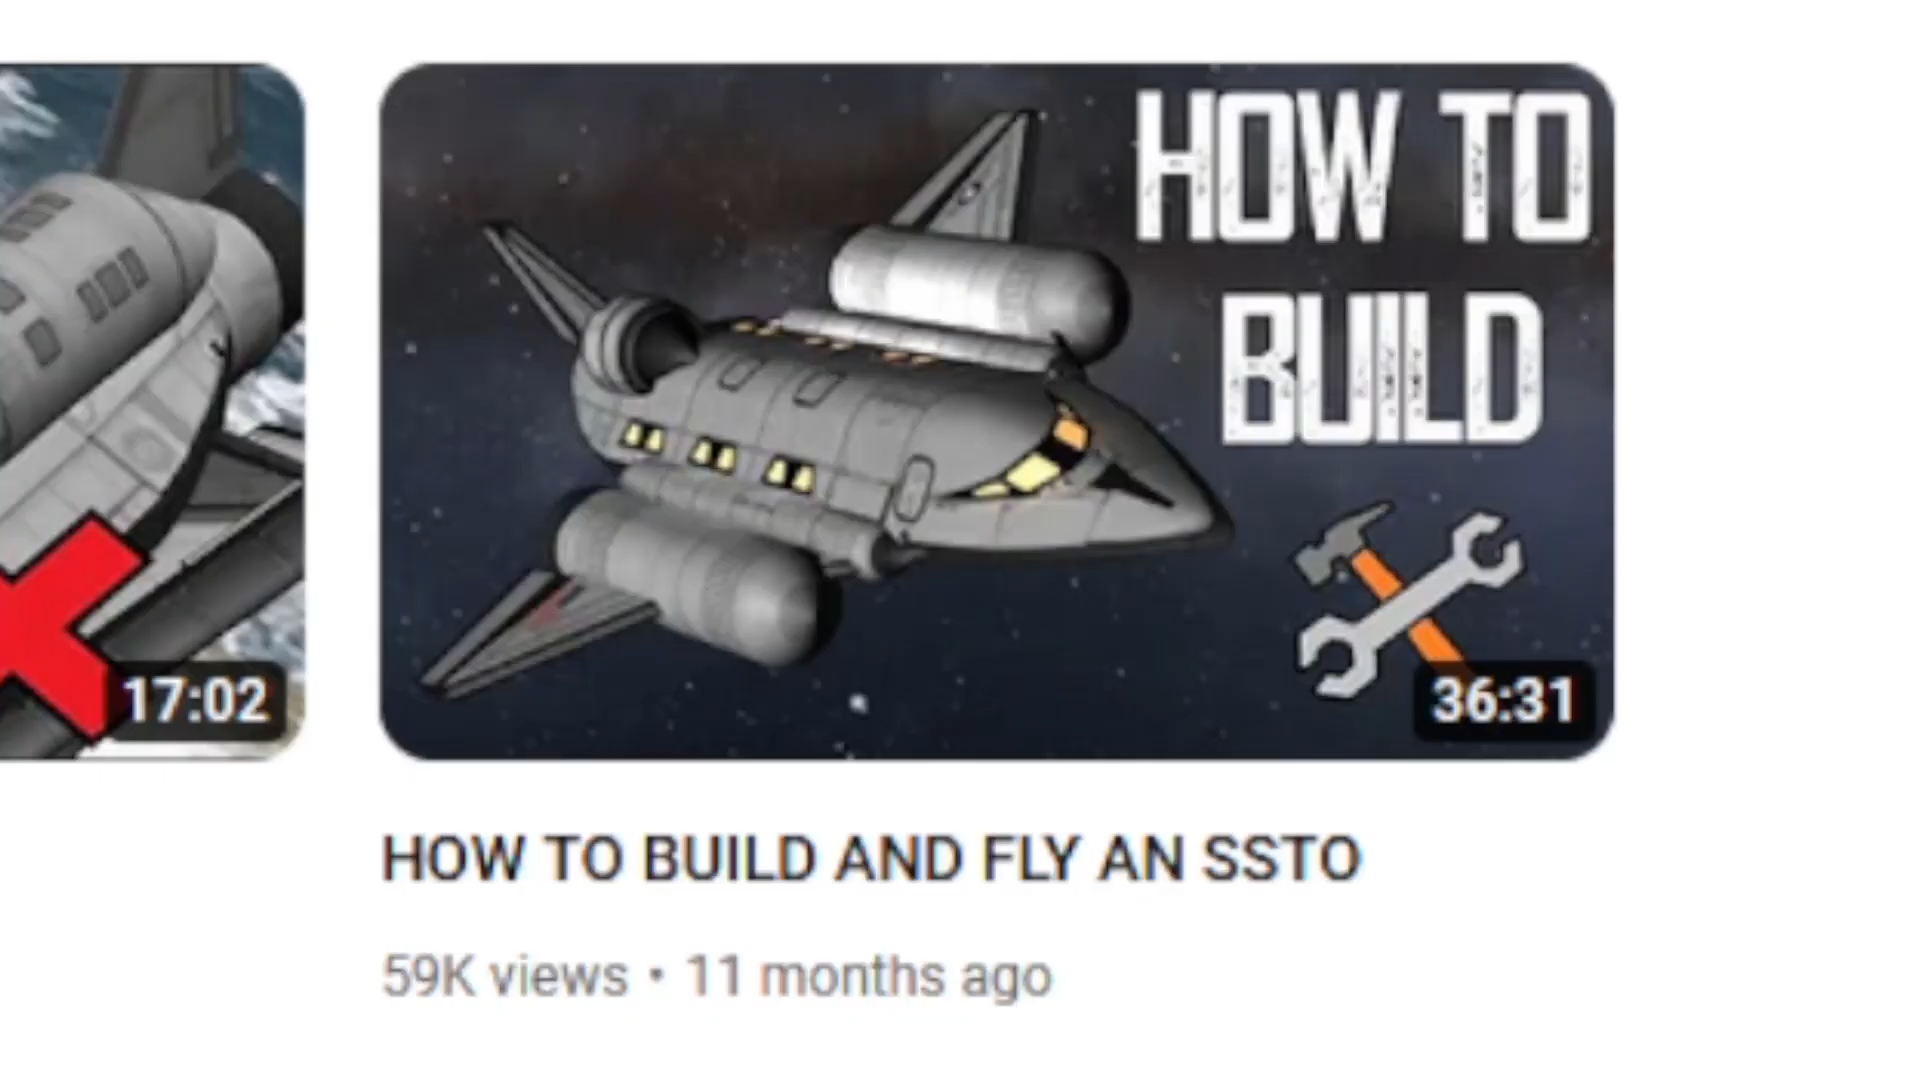 HOW TO
BUILD
17:02
36:31
HOW TO BUILD AND FLY AN SSTO
59K views • 11 months ago